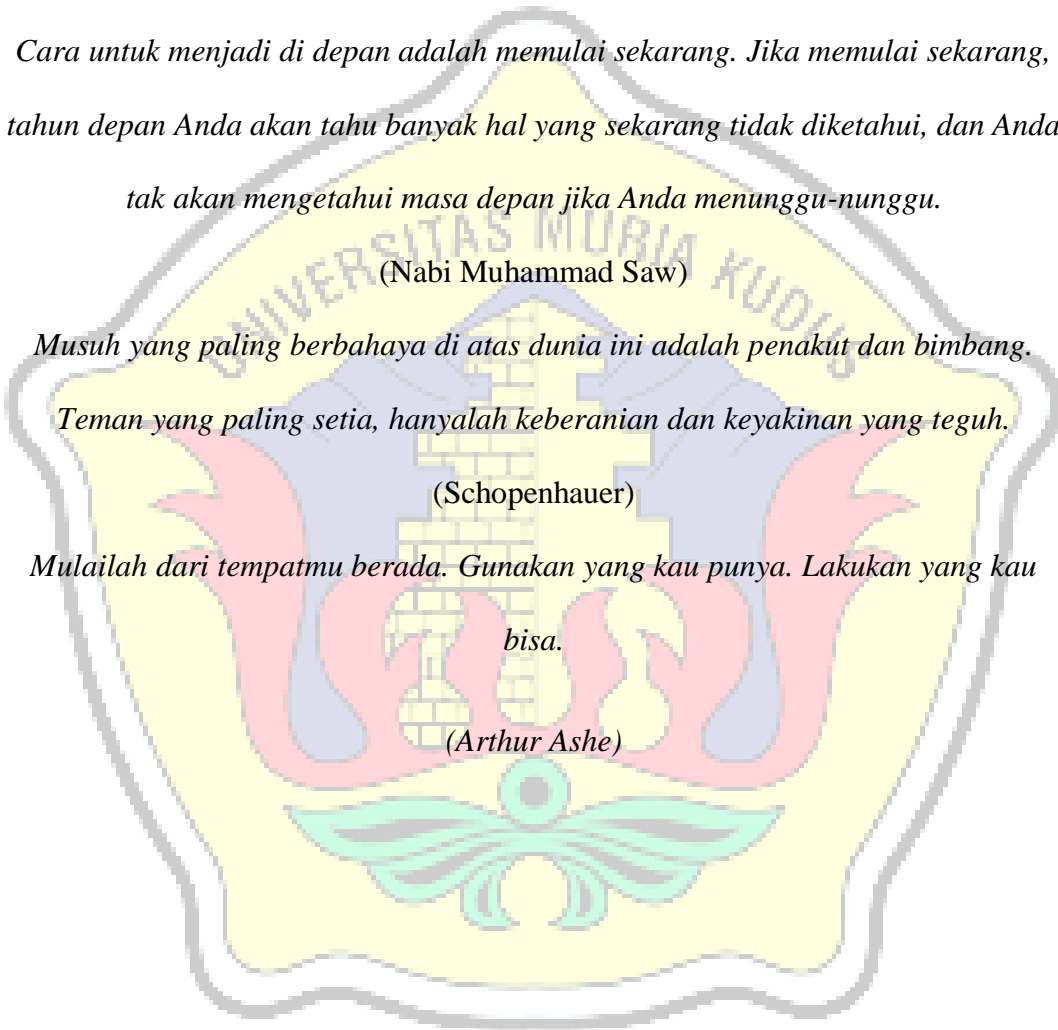 Cara untuk menjadi di depan adalah memulai sekarang. Jika memulai sekarang,
tahun depan Anda akan tahu banyak hal yang sekarang tidak diketahui, dan Anda
tak akan mengetahui masa depan jika Anda menunggu-nunggu.
UNIVERSITAS MURIA KUDUS
(Nabi Muhammad Saw)
Musuh yang paling berbahaya di atas dunia ini adalah penakut dan bimbang.
Teman yang paling setia, hanyalah keberanian dan keyakinan yang teguh.
(Schopenhauer)
Mulailah dari tempatmu berada. Gunakan yang kau punya. Lakukan yang kau
bisa.
(Arthur Ashe)